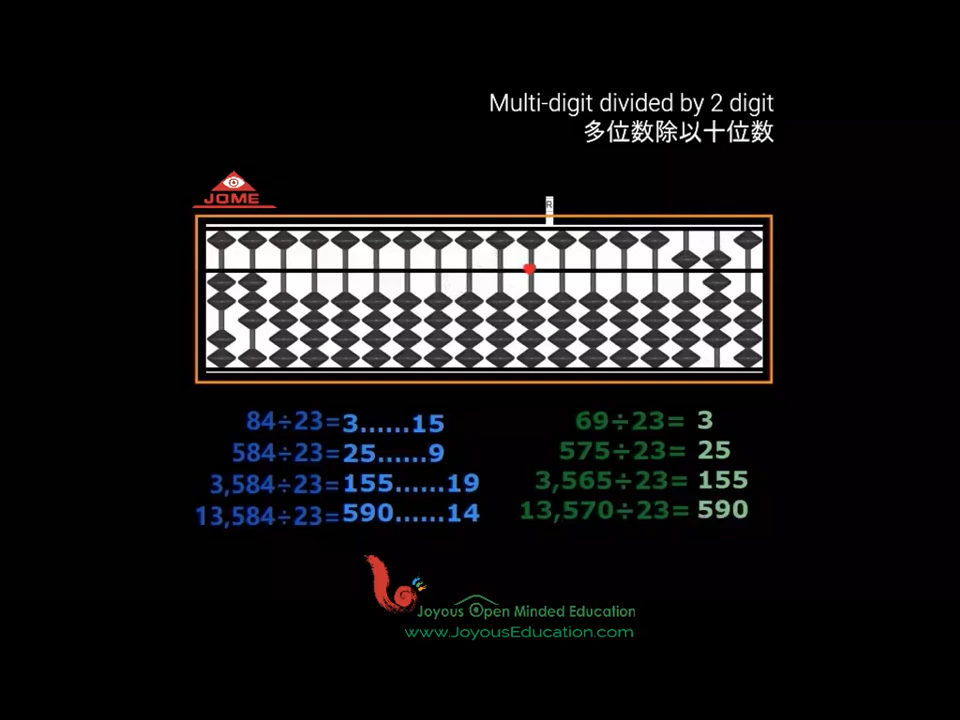 Multi-digit divided by 2 digit
多位数除以十位数
JOME
R
84÷23=3......15
584÷23=25......9
3,584÷23=155......19
13,584÷23=590......14
69÷23= 3
575÷23= 25
3,565÷23= 155
13,570÷23= 590
Joyous Open Minded Education
www.JoyousEducation.com